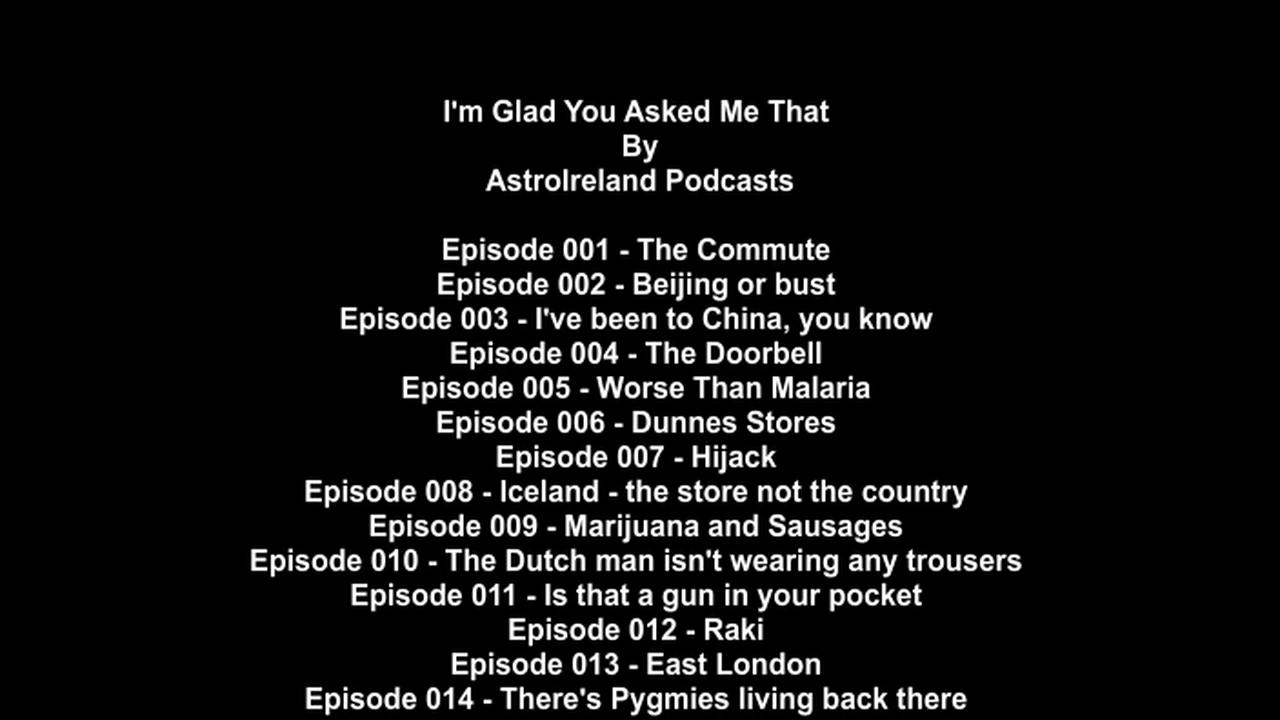 I'm Glad You Asked Me That
By
AstroIreland Podcasts
Episode 001 - The Commute
Episode 002 - Beijing or bust
Episode 003 - I've been to China, you know
Episode 004 - The Doorbell
Episode 005 - Worse Than Malaria
Episode 006 - Dunnes Stores
Episode 007 - Hijack
Episode 008 - Iceland - the store not the country
Episode 009 - Marijuana and Sausages
Episode 010 - The Dutch man isn't wearing any trousers
Episode 011 - Is that a gun in your pocket
Episode 012 - Raki
Episode 013 - East London
Episode 014 - There's Pygmies living back there